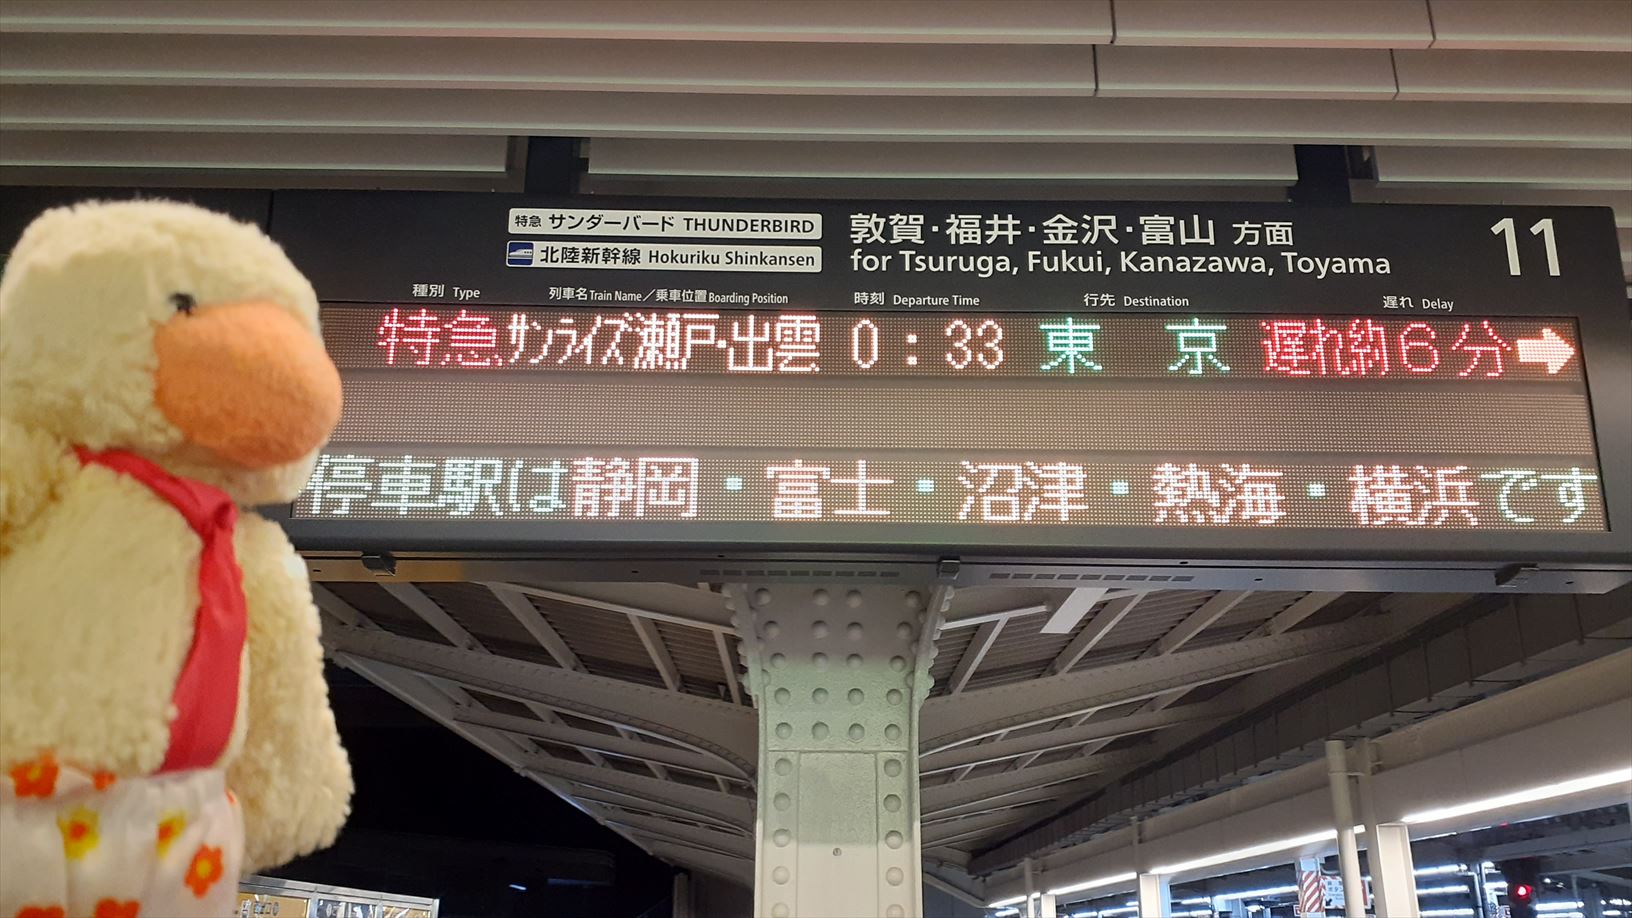 特急 サンダーバード THUNDERBIRD
北陸新幹線 Hokuriku Shinkansen
敦賀・福井・金沢・富山 方面
for Tsuruga, Fukui, Kanazawa, Toyama
11
種別 Type 列車名 Train Name/乗車位置 Boarding Position 時刻 Departure Time 行先 Destination 遅れ Delay
特急 サンライズ瀬戸・出雲 0:33 東京 遅れ約6分➡
停車駅は静岡・富士・沼津・熱海・横浜です